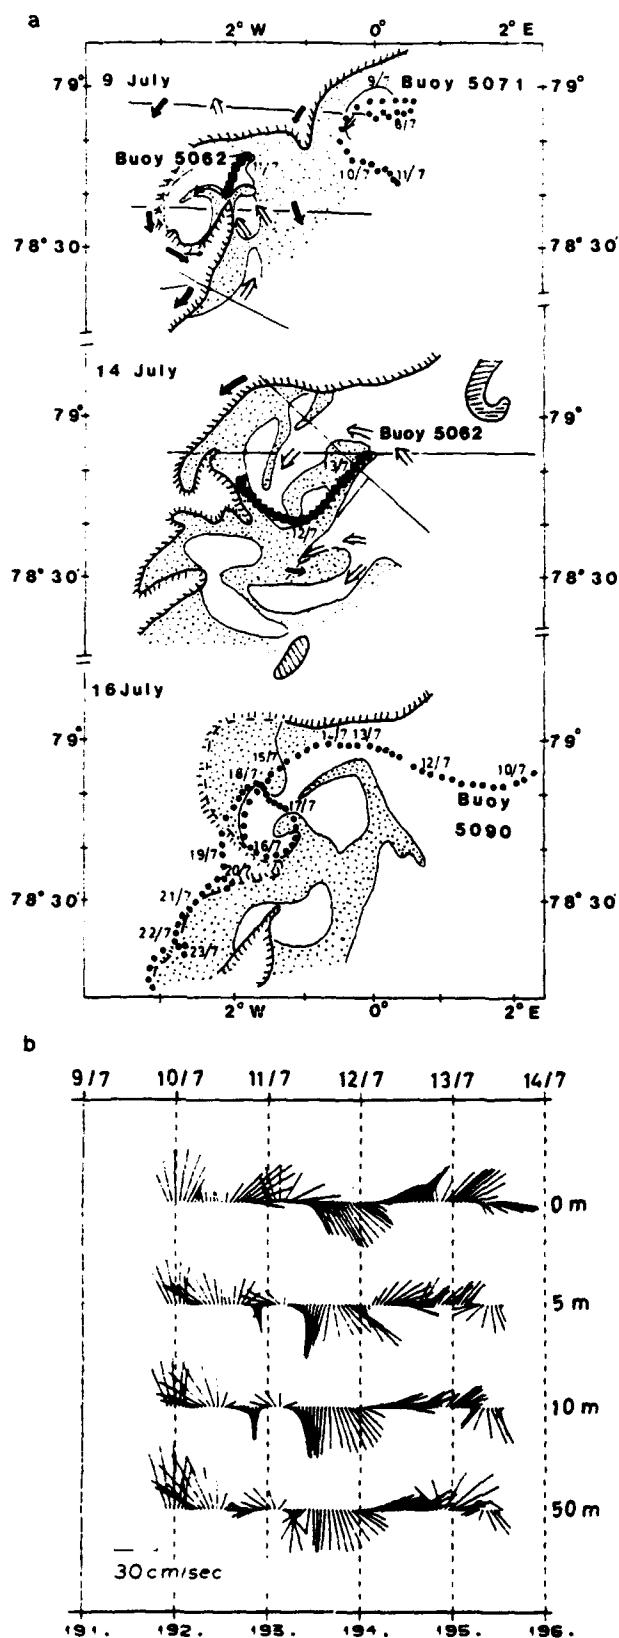 a
2° W 0° 2° E
9 July
79° 79°
9/7 Buoy 5071
8/7
Buoy 5062
11/7
10/7 11/7
78° 30' 78° 30'
14 July
79° 79°
Buoy 5062
13/7
12/7
78° 30' 78° 30
16 July
79° 79°
13/7
15/7
12/7 10/7
18/7
17/7
Buoy
5090
16/7
19/7
20/7
21/7
78° 30' 78° 30'
22/7
23/7
2° W 0° 2° E
b
9/7 10/7 11/7 12/7 13/7 14/7
0 m
5 m
10 m
50 m
30 cm/sec
191. 192. 193. 194. 195. 196.